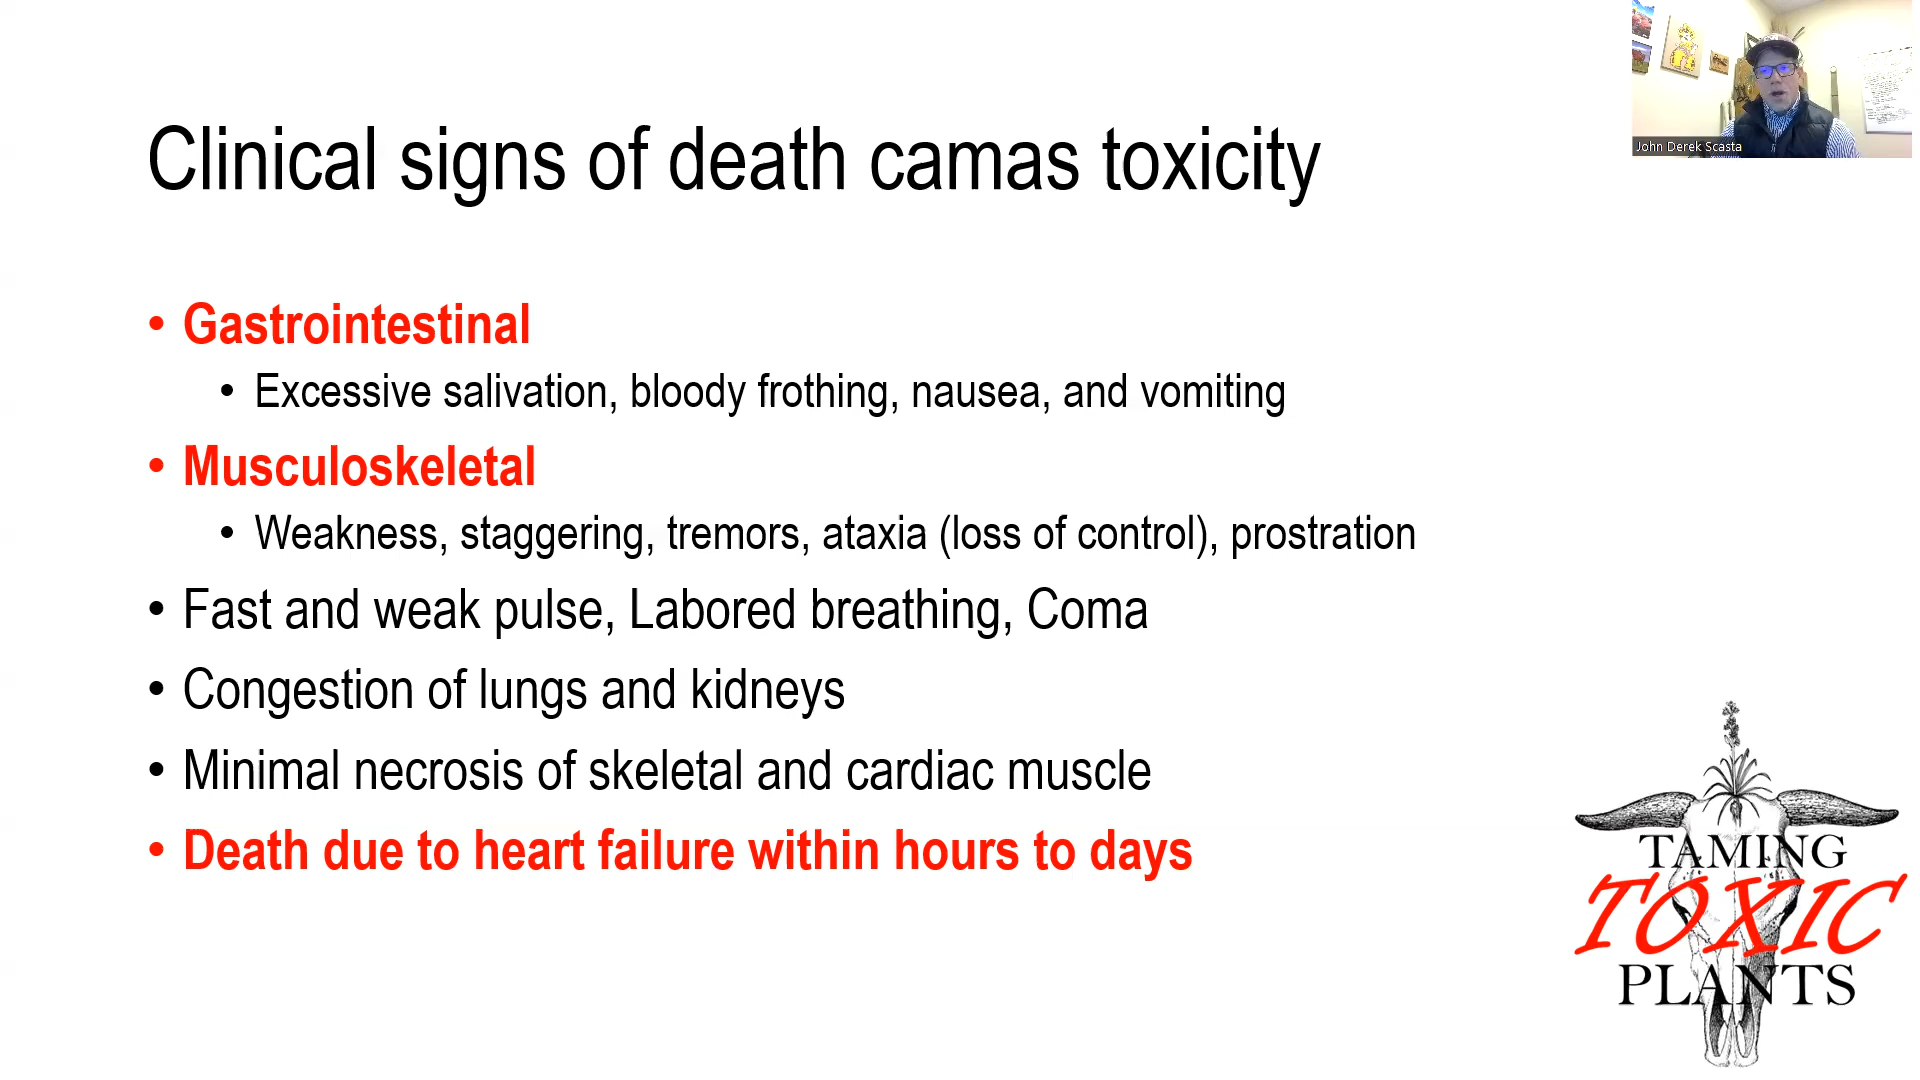 John Derek Scasta
Clinical signs of death camas toxicity
• Gastrointestinal
• Excessive salivation, bloody frothing, nausea, and vomiting
• Musculoskeletal
• Weakness, staggering, tremors, ataxia (loss of control), prostration
• Fast and weak pulse, Labored breathing, Coma
• Congestion of lungs and kidneys
• Minimal necrosis of skeletal and cardiac muscle
• Death due to heart failure within hours to days
TAMING
TOXIC
PLANTS